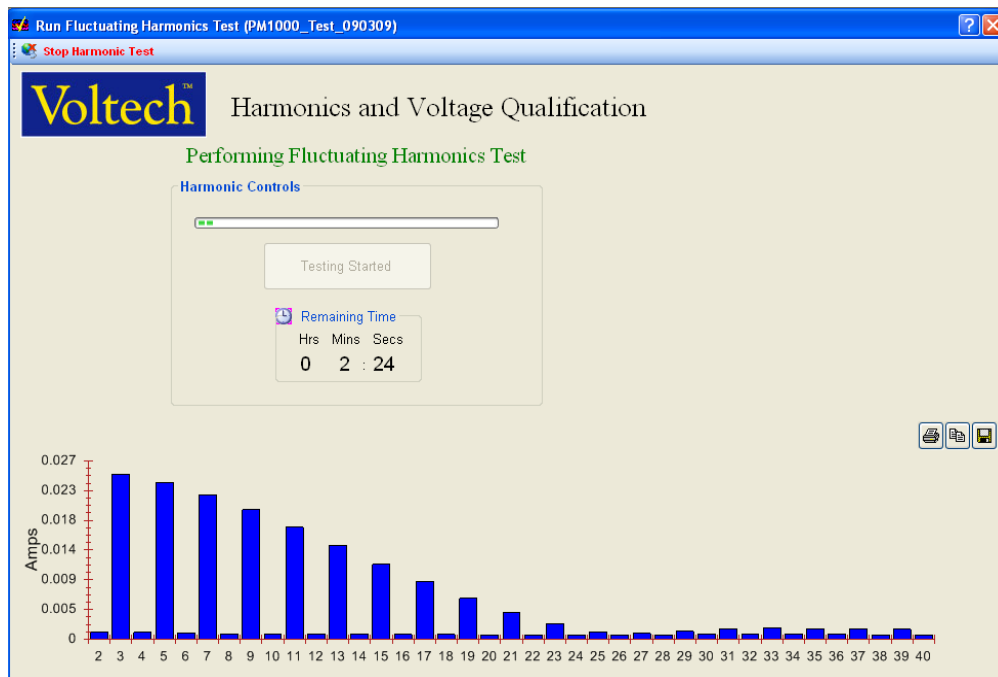 Run Fluctuating Harmonics Test (PM1000_Test_090309)
Stop Harmonic Test
Voltech™
Harmonics and Voltage Qualification
Performing Fluctuating Harmonics Test
Harmonic Controls
Testing Started
Remaining Time
Hrs Mins Secs
0 2 : 24
Amps
0.027
0.023
0.018
0.014
0.009
0.005
0
2 3 4 5 6 7 8 9 10 11 12 13 14 15 16 17 18 19 20 21 22 23 24 25 26 27 28 29 30 31 32 33 34 35 36 37 38 39 40